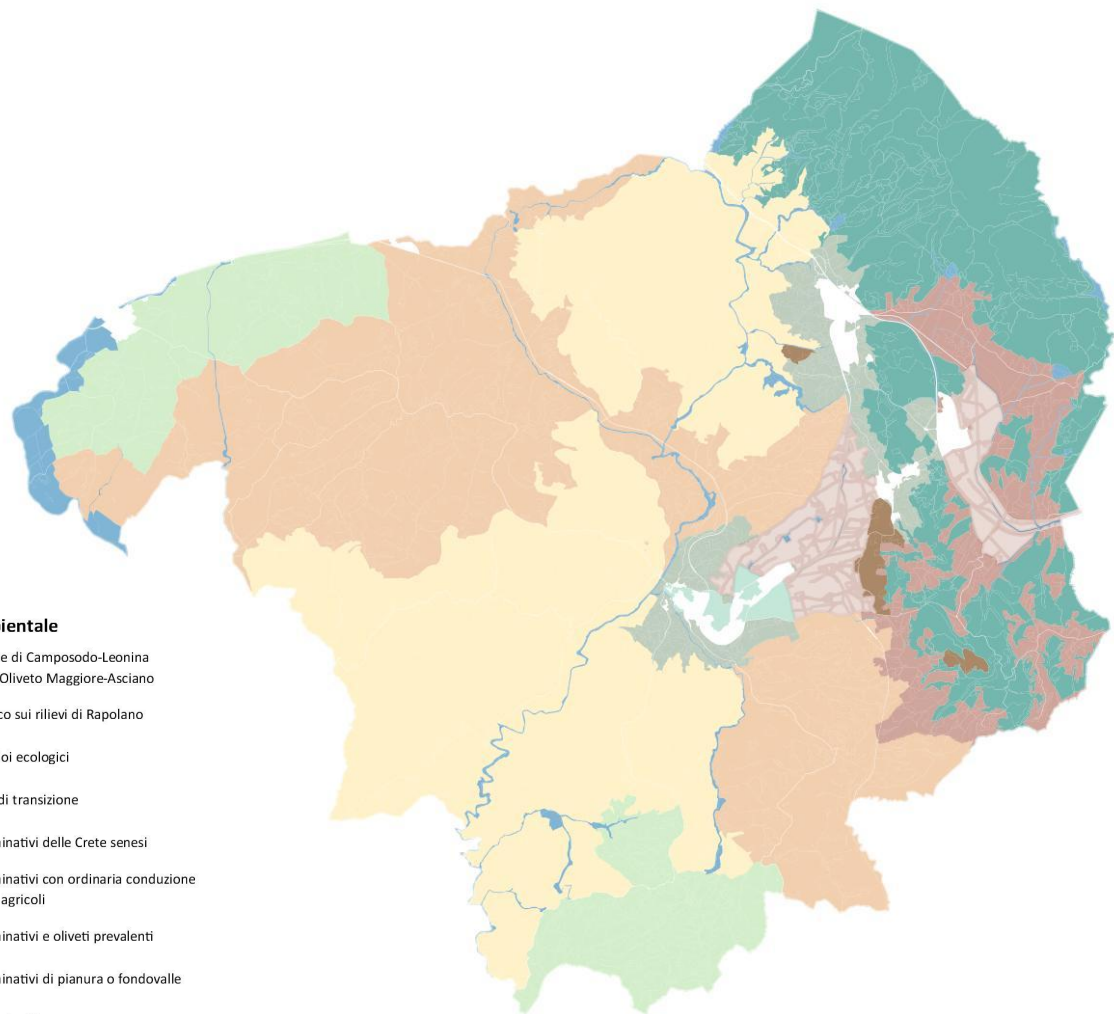 ientale
e di Camposodo-Leonina
Oliveto Maggiore-Asciano
co sui rilievi di Rapolano
oi ecologici
di transizione
inativi delle Crete senesi
inativi con ordinaria conduzione
agricoli
inativi e oliveti prevalenti
inativi di pianura o fondovalle